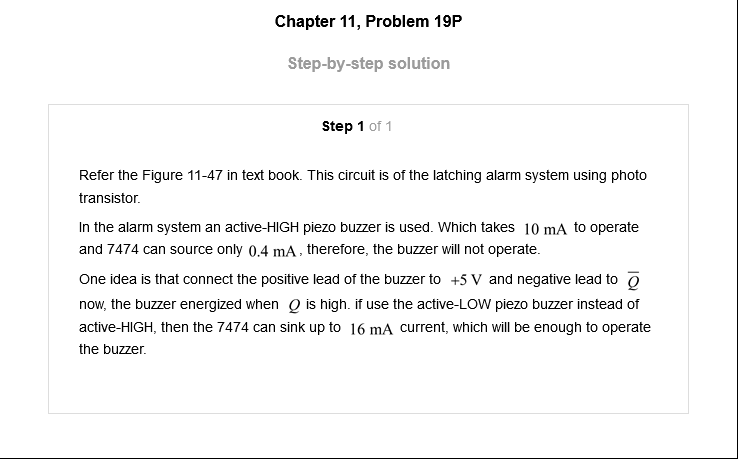 Chapter 11, Problem 19P
Step-by-step solution
Step 1 of 1
Refer the Figure 11-47 in text book. This circuit is of the latching alarm system using photo
transistor.
In the alarm system an active-HIGH piezo buzzer is used. Which takes 10 mA to operate
and 7474 can source only 0.4 mA, therefore, the buzzer will not operate.
One idea is that connect the positive lead of the buzzer to +5 V and negative lead to Q̅
now, the buzzer energized when Q is high. if use the active-LOW piezo buzzer instead of
active-HIGH, then the 7474 can sink up to 16 mA current, which will be enough to operate
the buzzer.